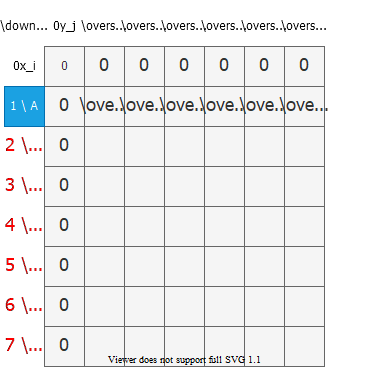 \down... 0y_j \overs... \overs... \overs... \overs... \overs... \overs...
0x_i 0 0 0 0 0 0 0
1 \ A 0 \ove... \ove... \ove... \ove... \ove... \ove...
2 \... 0
3 \... 0
4 \... 0
5 \... 0
6 \... 0
7 \... 0
Viewer does not support full SVG 1.1